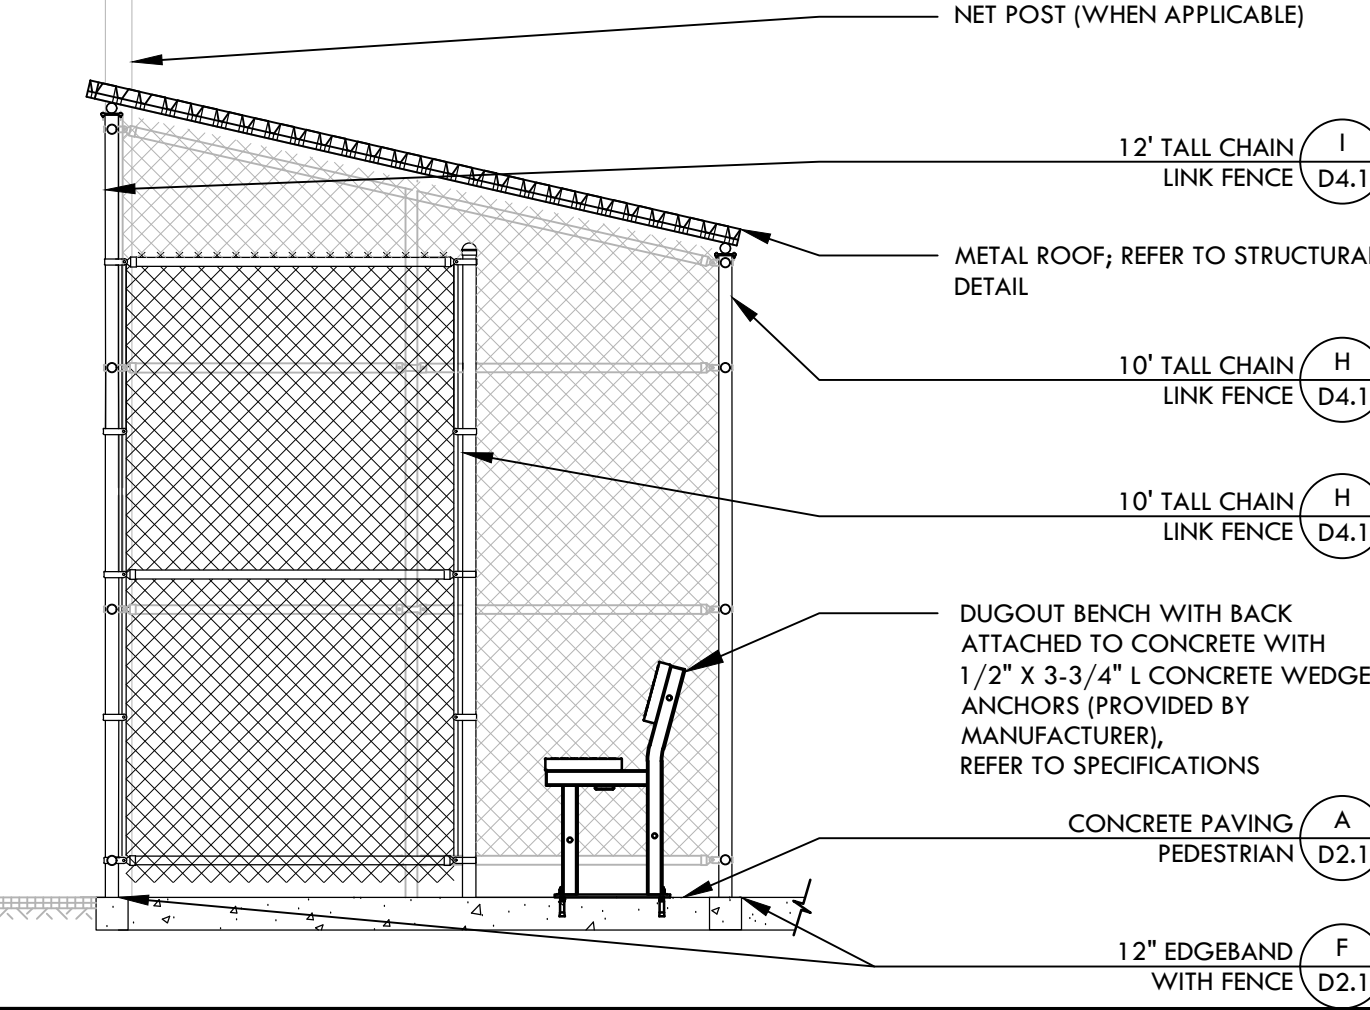 NET POST (WHEN APPLICABLE)
12' TALL CHAIN
LINK FENCE
I
D4.1
METAL ROOF; REFER TO STRUCTURAL
DETAIL
10' TALL CHAIN
LINK FENCE
H
D4.1
10' TALL CHAIN
LINK FENCE
H
D4.1
DUGOUT BENCH WITH BACK
ATTACHED TO CONCRETE WITH
1/2" X 3-3/4" L CONCRETE WEDGE
ANCHORS (PROVIDED BY
MANUFACTURER),
REFER TO SPECIFICATIONS
CONCRETE PAVING
PEDESTRIAN
A
D2.1
12" EDGEBAND
WITH FENCE
F
D2.1